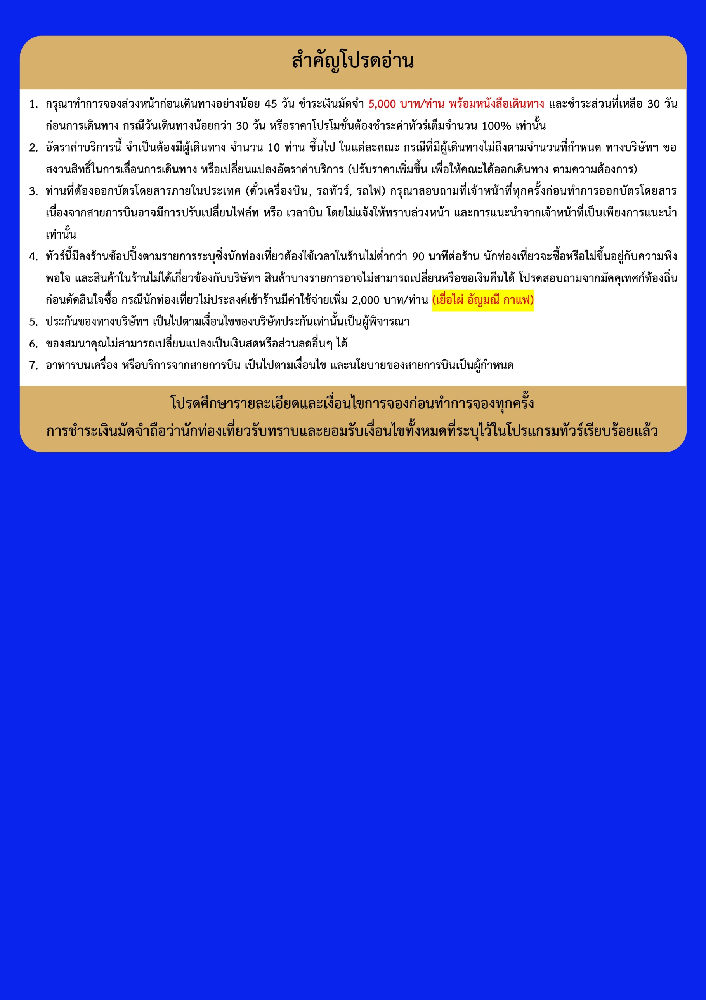 สำคัญโปรดอ่าน
1. กรุณาทำการจองล่วงหน้าก่อนเดินทางอย่างน้อย 45 วัน ชำระเงินมัดจำ 5,000 บาท/ท่าน พร้อมหนังสือเดินทาง และชำระส่วนที่เหลือ 30 วัน
ก่อนการเดินทาง กรณีวันเดินทางน้อยกว่า 30 วัน หรือราคาโปรโมชั่นต้องชำระค่าทัวร์เต็มจำนวน 100% เท่านั้น
2. อัตราค่าบริการนี้ จำเป็นต้องมีผู้เดินทาง จำนวน 10 ท่าน ขึ้นไป ในแต่ละคณะ กรณีที่มีผู้เดินทางไม่ถึงตามจำนวนที่กำหนด ทางบริษัทฯ ขอ
สงวนสิทธิ์ในการเลื่อนการเดินทาง หรือเปลี่ยนแปลงอัตราค่าบริการ (ปรับราคาเพิ่มขึ้น เพื่อให้คณะได้ออกเดินทาง ตามความต้องการ)
3. ท่านที่ต้องออกบัตรโดยสารภายในประเทศ (ตั๋วเครื่องบิน, รถทัวร์, รถไฟ) กรุณาสอบถามที่เจ้าหน้าที่ทุกครั้งก่อนทำการออกบัตรโดยสาร
เนื่องจากสายการบินอาจมีการปรับเปลี่ยนไฟล์ท หรือ เวลาบิน โดยไม่แจ้งให้ทราบล่วงหน้า และการแนะนำจากเจ้าหน้าที่เป็นเพียงการแนะนำ
เท่านั้น
4. ทัวร์นี้มีลงร้านช้อปปิ้งตามรายการระบุซึ่งนักท่องเที่ยวต้องใช้เวลาในร้านไม่ต่ำกว่า 90 นาทีต่อร้าน นักท่องเที่ยวจะซื้อหรือไม่ขึ้นอยู่กับความพึง
พอใจ และสินค้าในร้านไม่ได้เกี่ยวข้องกับบริษัทฯ สินค้าบางรายการอาจไม่สามารถเปลี่ยนหรือขอเงินคืนได้ โปรดสอบถามจากมัคคุเทศก์ท้องถิ่น
ก่อนตัดสินใจซื้อ กรณีนักท่องเที่ยวไม่ประสงค์เข้าร้านมีค่าใช้จ่ายเพิ่ม 2,000 บาท/ท่าน (เยื่อไผ่ อัญมณี กาแฟ)
5. ประกันของทางบริษัทฯ เป็นไปตามเงื่อนไขของบริษัทประกันเท่านั้นเป็นผู้พิจารณา
6. ของสมนาคุณไม่สามารถเปลี่ยนแปลงเป็นเงินสดหรือส่วนลดอื่นๆ ได้
7. อาหารบนเครื่อง หรือบริการจากสายการบิน เป็นไปตามเงื่อนไข และนโยบายของสายการบินเป็นผู้กำหนด
โปรดศึกษารายละเอียดและเงื่อนไขการจองก่อนทำการจองทุกครั้ง
การชำระเงินมัดจำถือว่านักท่องเที่ยวรับทราบและยอมรับเงื่อนไขทั้งหมดที่ระบุไว้ในโปรแกรมทัวร์เรียบร้อยแล้ว